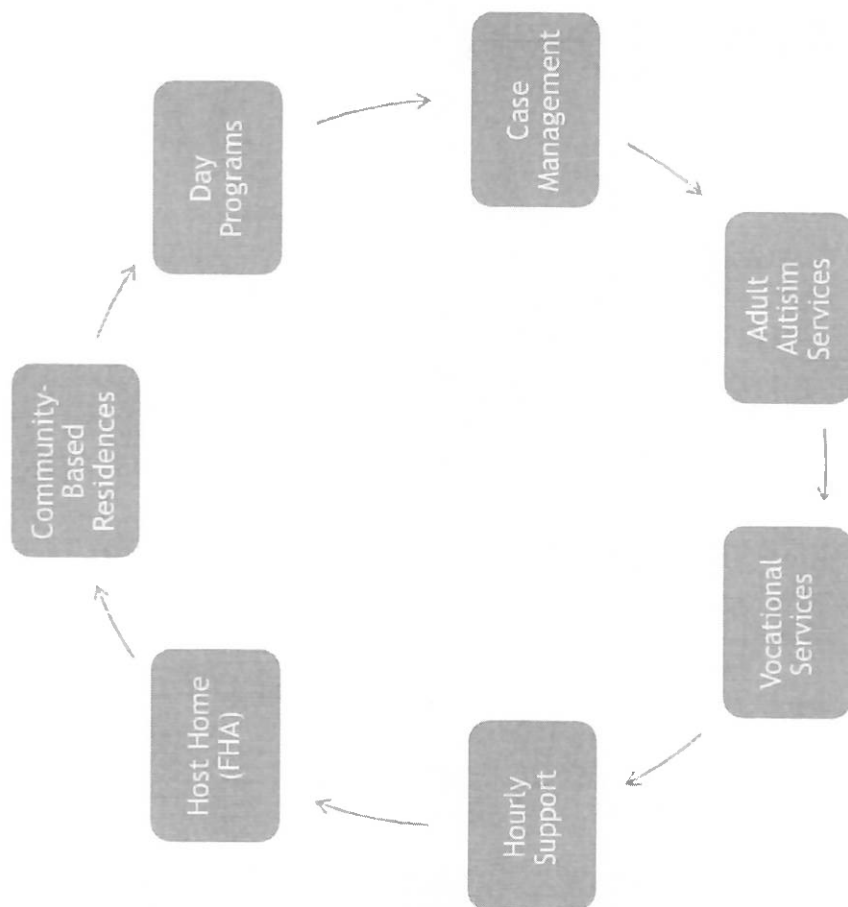 Community-
Based
Residences
Day
Programs
Case
Management
Adult
Autisim
Services
Vocational
Services
Hourly
Support
Host Home
(FHA)